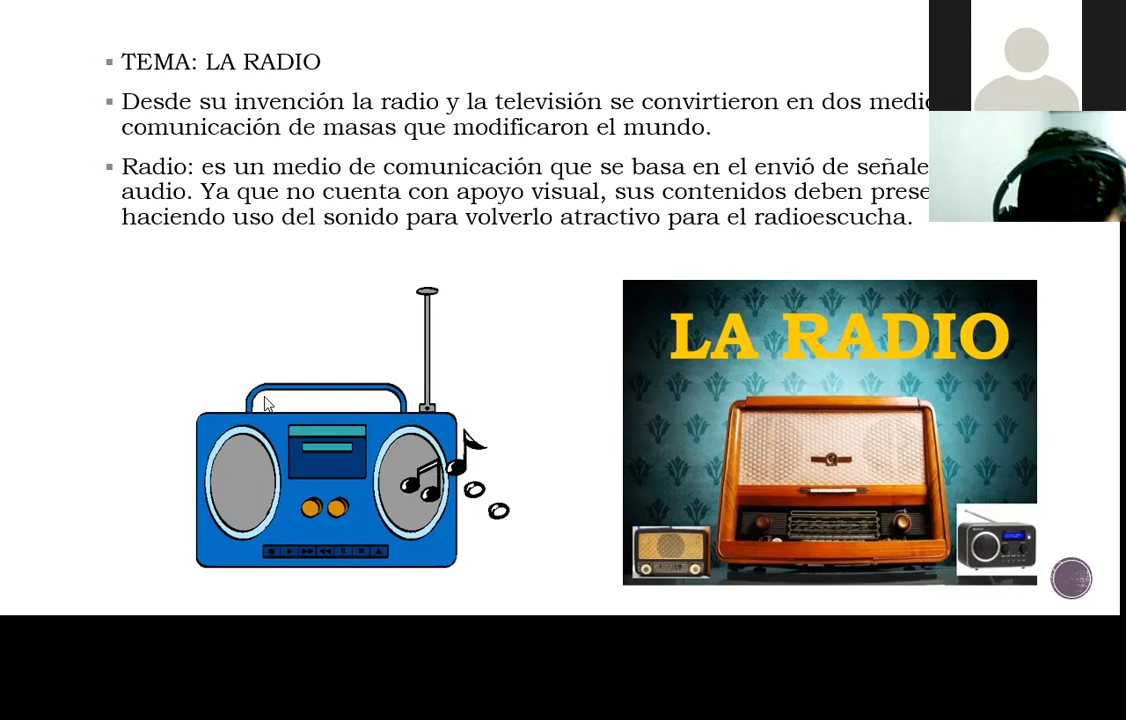 TEMA: LA RADIO
Desde su invención la radio y la televisión se convirtieron en dos
comunicación de masas que modificaron el mundo.
Radio: es un medio de comunicación que se basa en el envió de
audio. Ya que no cuenta con apoyo visual, sus contenidos deben
haciendo uso del sonido para volverlo atractivo para el radioescucha.
LA RADIO